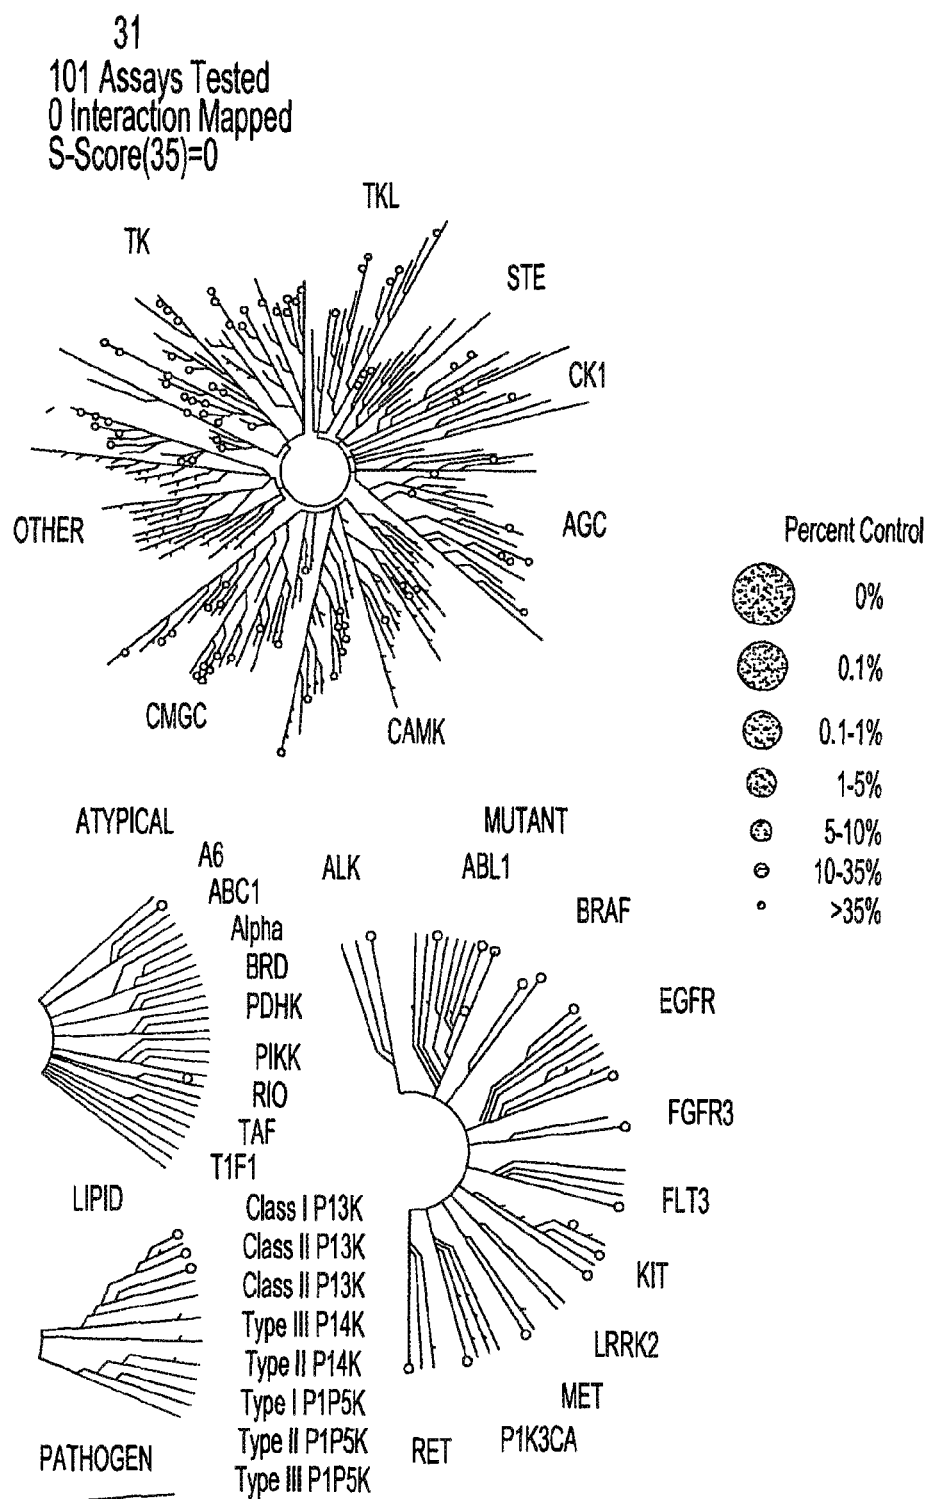 31
101 Assays Tested
0 Interaction Mapped
S-Score(35)=0
TKL
TK
STE
CK1
OTHER
AGC
CMGC
CAMK
Percent Control
0%
0.1%
0.1-1%
1-5%
5-10%
10-35%
>35%
ATYPICAL
A6
ABC1
Alpha
BRD
PDHK
PIKK
RIO
TAF
T1F1
MUTANT
ALK
ABL1
BRAF
EGFR
FGFR3
FLT3
KIT
LRRK2
MET
P1K3CA
RET
LIPID
Class I P13K
Class II P13K
Class II P13K
Type III P14K
Type II P14K
Type I P1P5K
Type II P1P5K
Type III P1P5K
PATHOGEN